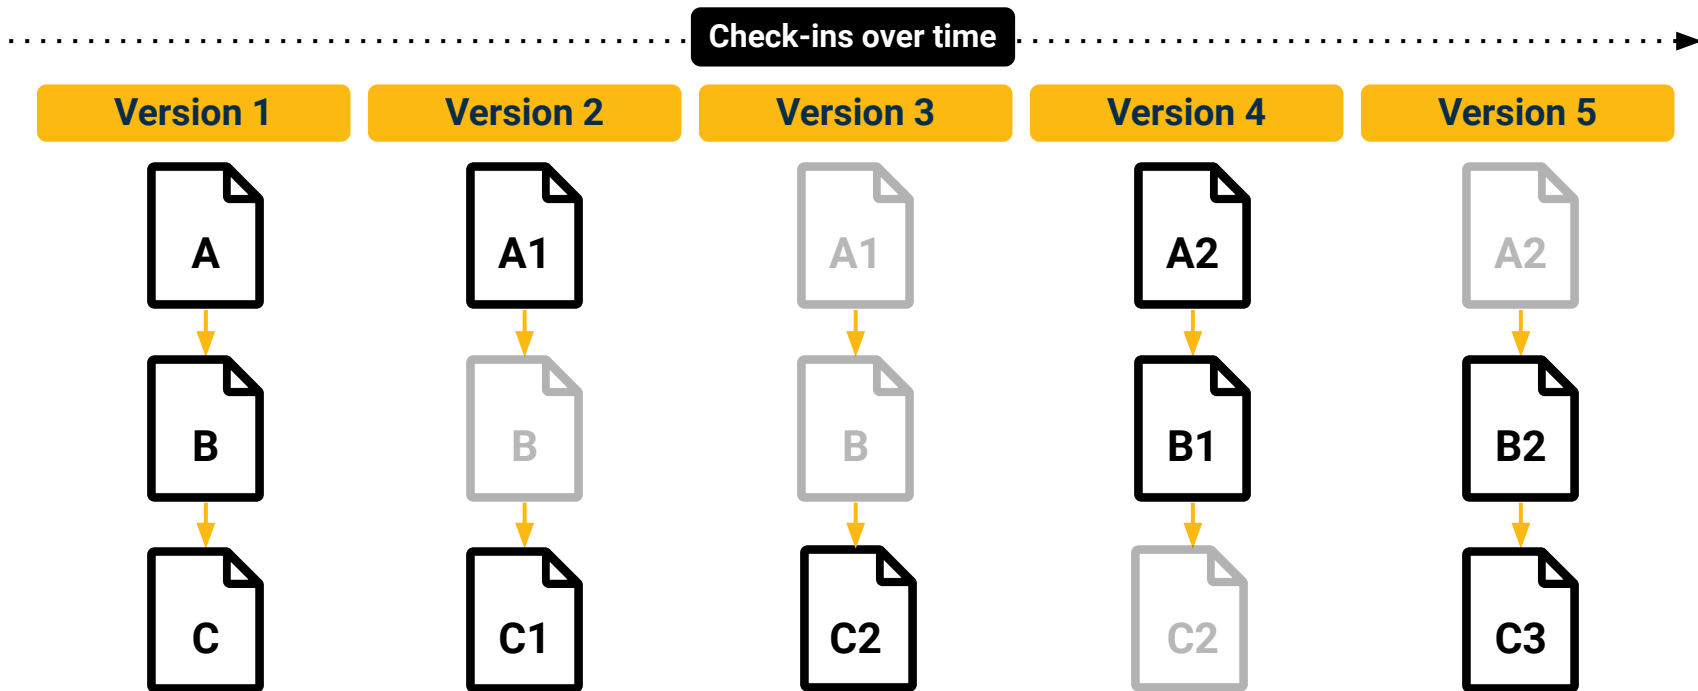 Check-ins over time
Version 1 Version 2 Version 3 Version 4 Version 5
A A1 A1 A2 A2
B B B B1 B2
C C1 C2 C2 C3